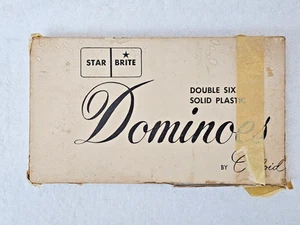 STAR BRITE
DOUBLE SIX
SOLID PLASTIC
Dominoes
BY